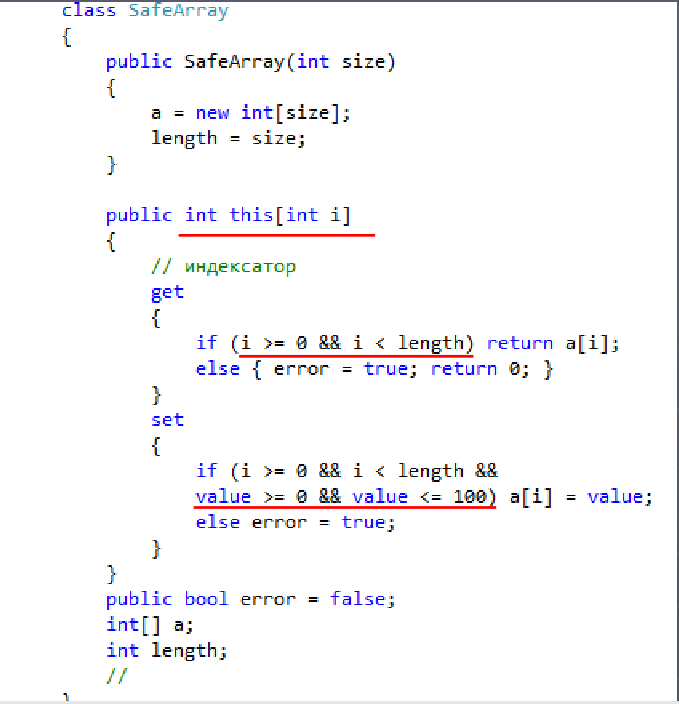 class SafeArray
{
public SafeArray(int size)
{
a = new int[size];
length = size;
}
public int this[int i]
{
// индексатор
get
{
if (i >= 0 && i < length) return a[i];
else { error = true; return 0; }
}
set
{
if (i >= 0 && i < length &&
value >= 0 && value <= 100) a[i] = value;
else error = true;
}
}
public bool error = false;
int[] a;
int length;
//
}